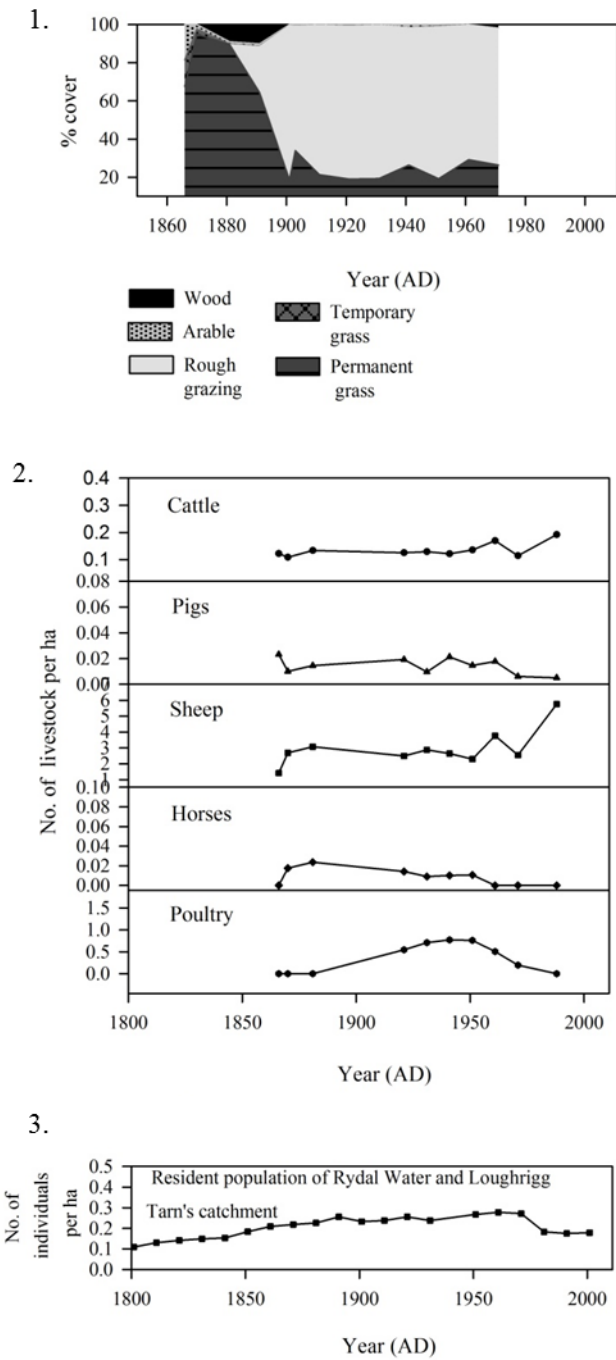 1.
100
80
60
40
20
% cover
1860 1880 1900 1920 1940 1960 1980 2000
Year (AD)
Wood
Arable
Rough
grazing
Temporary
grass
Permanent
grass
2.
No. of livestock per ha
0.4
0.3
0.2
0.1
Cattle
0.08
0.06
0.04
0.02
0.00
Pigs
7
6
5
4
3
2
1
Sheep
0.10
0.08
0.06
0.04
0.02
0.00
Horses
1.5
1.0
0.5
0.0
Poultry
1800 1850 1900 1950 2000
Year (AD)
3.
No. of
individuals
per ha
0.5
0.4
0.3
0.2
0.1
0.0
Resident population of Rydal Water and Loughrigg
Tarn's catchment
1800 1850 1900 1950 2000
Year (AD)